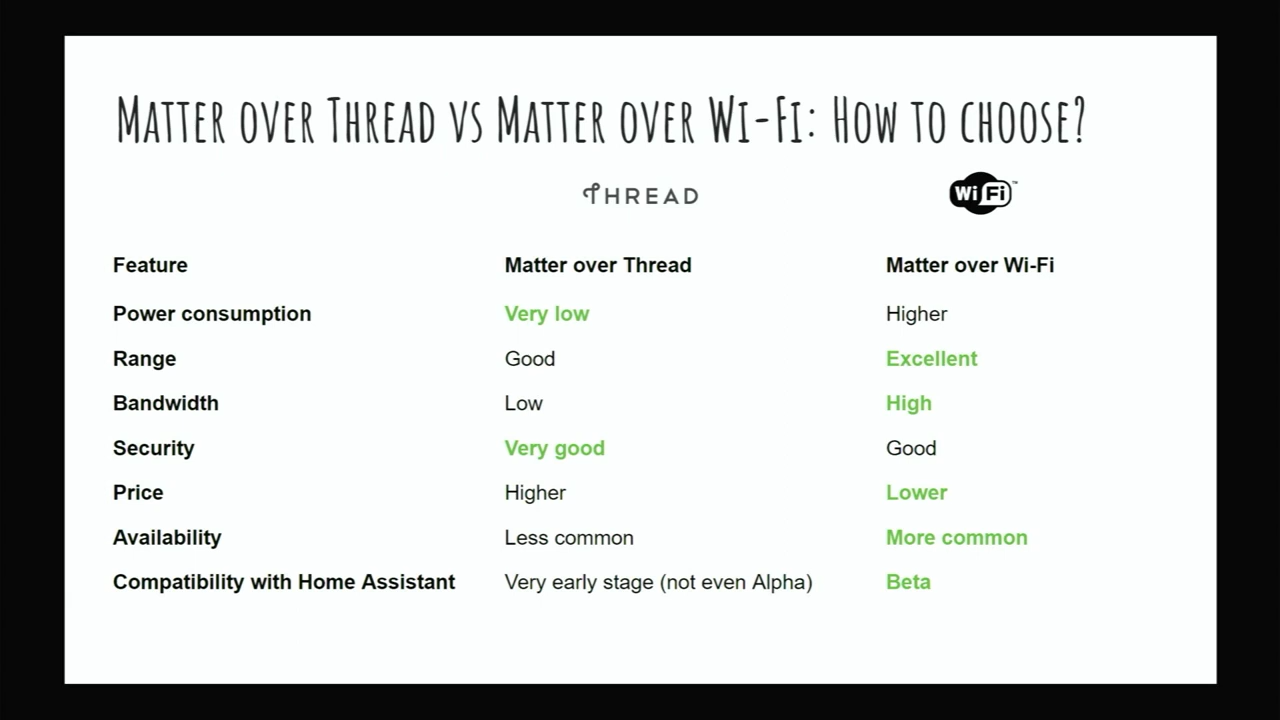 Matter over Thread vs Matter over Wi-Fi: How to choose?
THREAD WiFi™
Feature Matter over Thread Matter over Wi-Fi
Power consumption Very low Higher
Range Good Excellent
Bandwidth Low High
Security Very good Good
Price Higher Lower
Availability Less common More common
Compatibility with Home Assistant Very early stage (not even Alpha) Beta